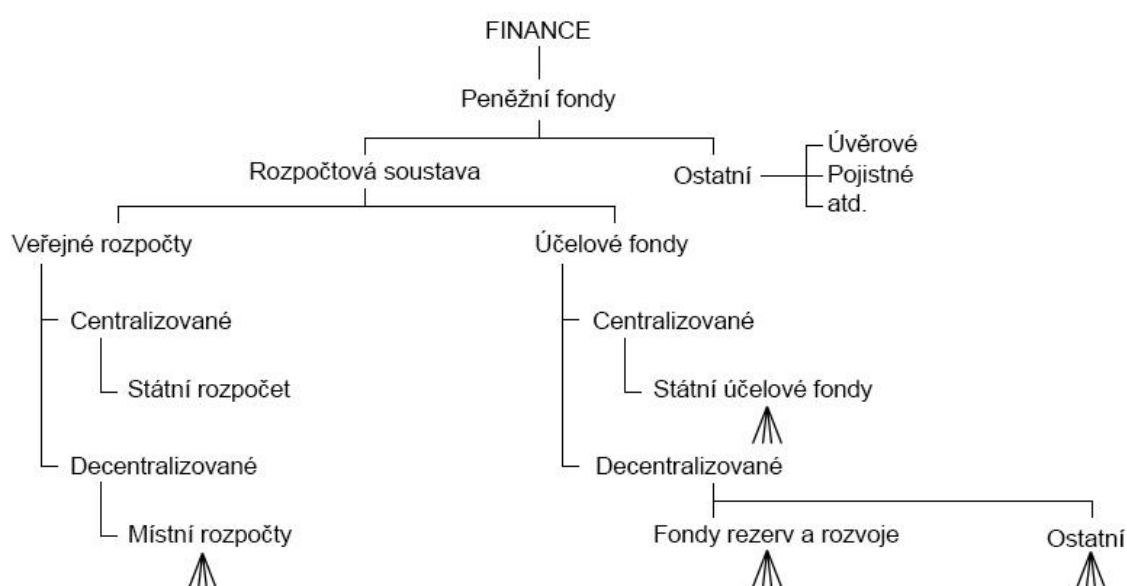 FINANCE
Peněžní fondy
Rozpočtová soustava
Ostatní
Úvěrové
Pojistné
atd.
Veřejné rozpočty
Účelové fondy
Centralizované
Centralizované
Státní rozpočet
Státní účelové fondy
Decentralizované
Decentralizované
Místní rozpočty
Fondy rezerv a rozvoje
Ostatní